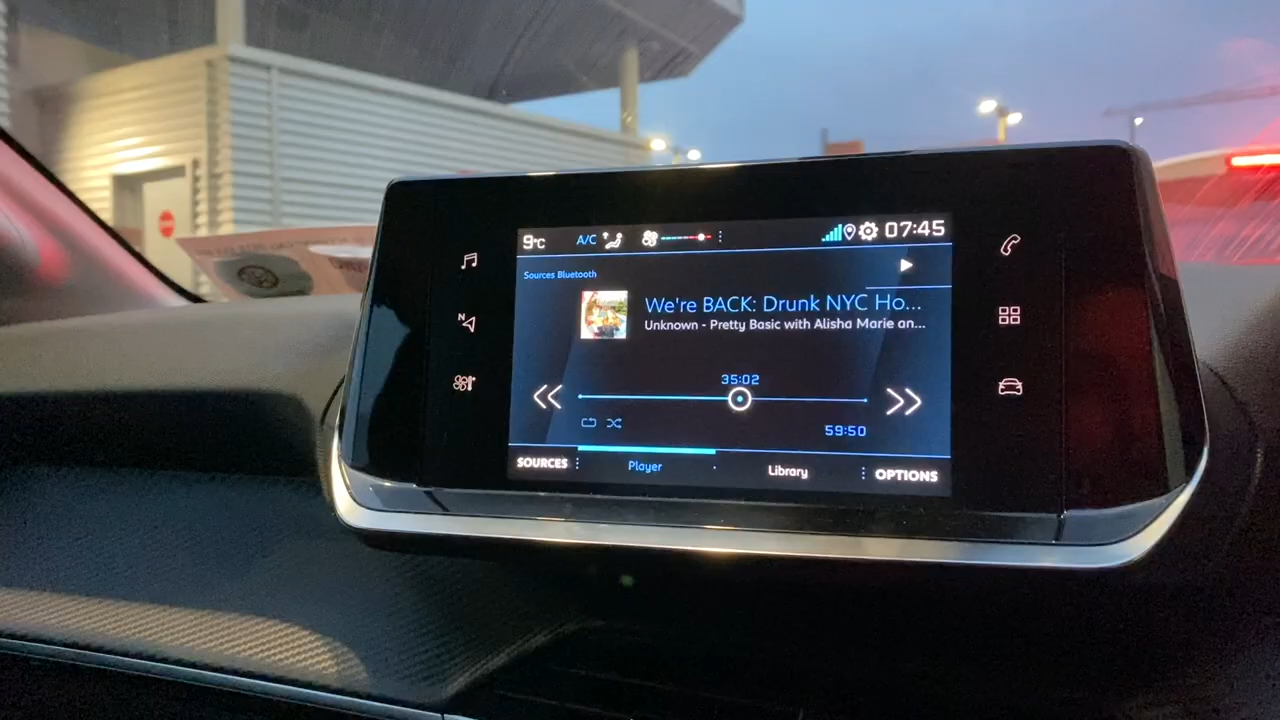 9°C A/C 07:45
Sources Bluetooth
We're BACK: Drunk NYC Ho...
Unknown - Pretty Basic with Alisha Marie an...
35:02
59:50
SOURCES Player Library OPTIONS
N